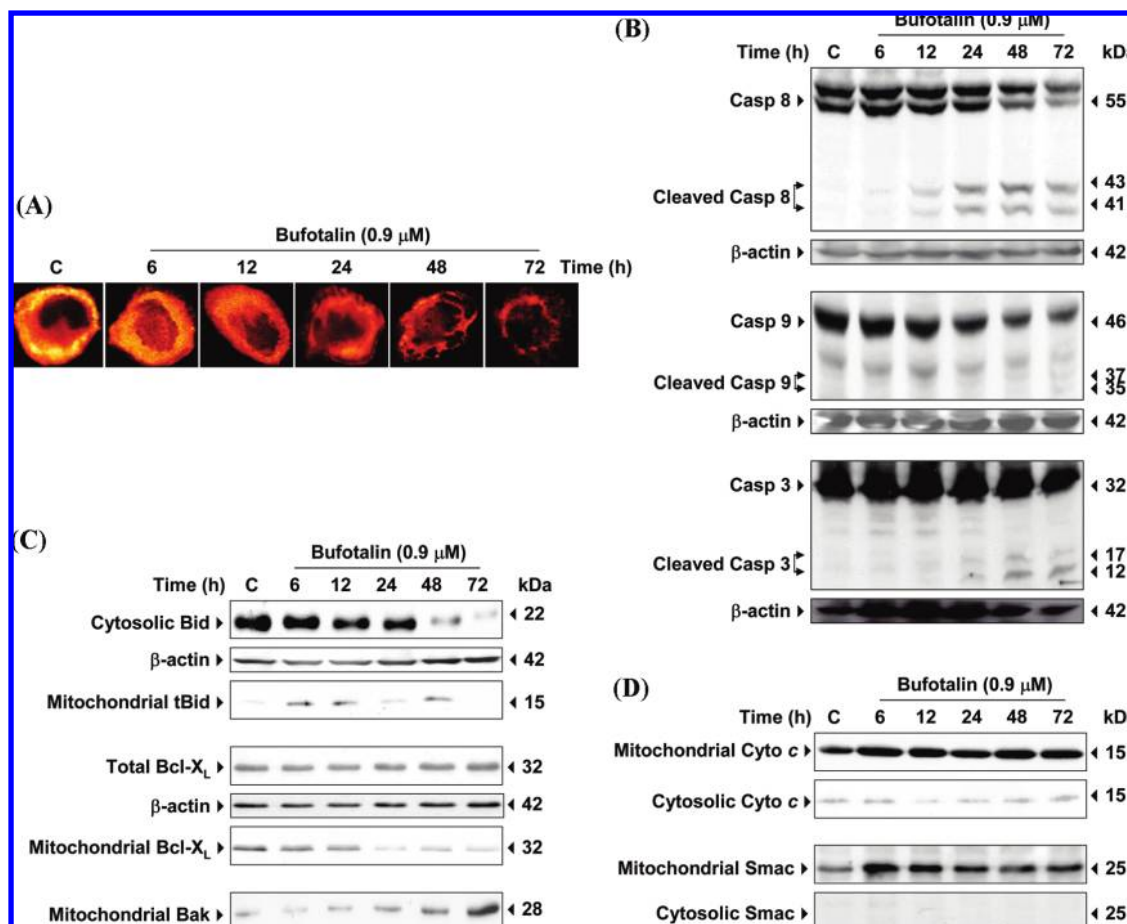 (A)
Bufotalin (0.9 μM)
C 6 12 24 48 72 Time (h)
(B)
Bufotalin (0.9 μM)
Time (h) C 6 12 24 48 72
Casp 8 55
43
Cleaved Casp 8
41
β-actin 42
Casp 9 46
37
Cleaved Casp 9
35
β-actin 42
Casp 3 32
17
Cleaved Casp 3
12
β-actin 42
(C)
Bufotalin (0.9 μM)
Time (h) C 6 12 24 48 72 kDa
Cytosolic Bid 22
β-actin 42
Mitochondrial tBid 15
Total Bcl-XL 32
β-actin 42
Mitochondrial Bcl-XL 32
Mitochondrial Bak 28
(D)
Bufotalin (0.9 μM)
Time (h) C 6 12 24 48 72
Mitochondrial Cyto c 15
Cytosolic Cyto c 15
Mitochondrial Smac 25
Cytosolic Smac 25